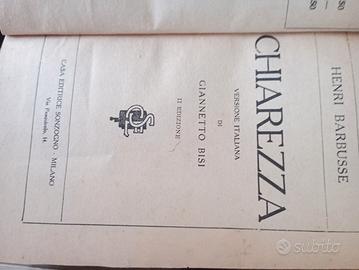 HENRI BARBUSSE
CHIAREZZA
VERSIONE ITALIANA
DI
GIANNETTO BISI
II EDIZIONE
CASA EDITRICE SONZOGNO - MILANO
Via Pasquirolo, 14
subito